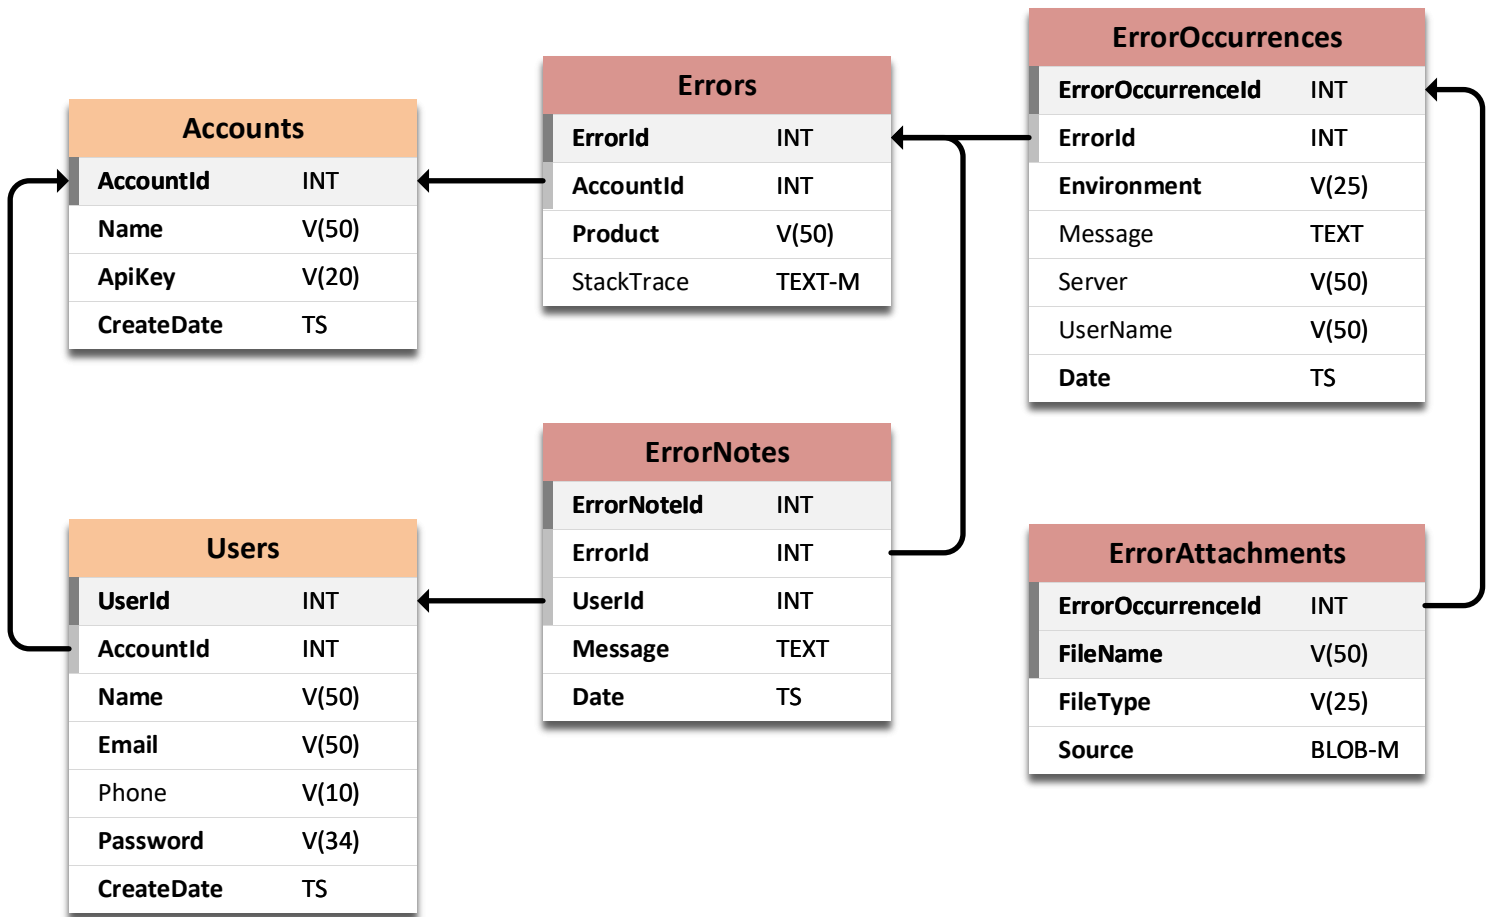 Accounts
AccountId INT
Name V(50)
ApiKey V(20)
CreateDate TS
Users
UserId INT
AccountId INT
Name V(50)
Email V(50)
Phone V(10)
Password V(34)
CreateDate TS
Errors
ErrorId INT
AccountId INT
Product V(50)
StackTrace TEXT-M
ErrorNotes
ErrorNoteId INT
ErrorId INT
UserId INT
Message TEXT
Date TS
ErrorOccurrences
ErrorOccurrenceId INT
ErrorId INT
Environment V(25)
Message TEXT
Server V(50)
UserName V(50)
Date TS
ErrorAttachments
ErrorOccurrenceId INT
FileName V(50)
FileType V(25)
Source BLOB-M